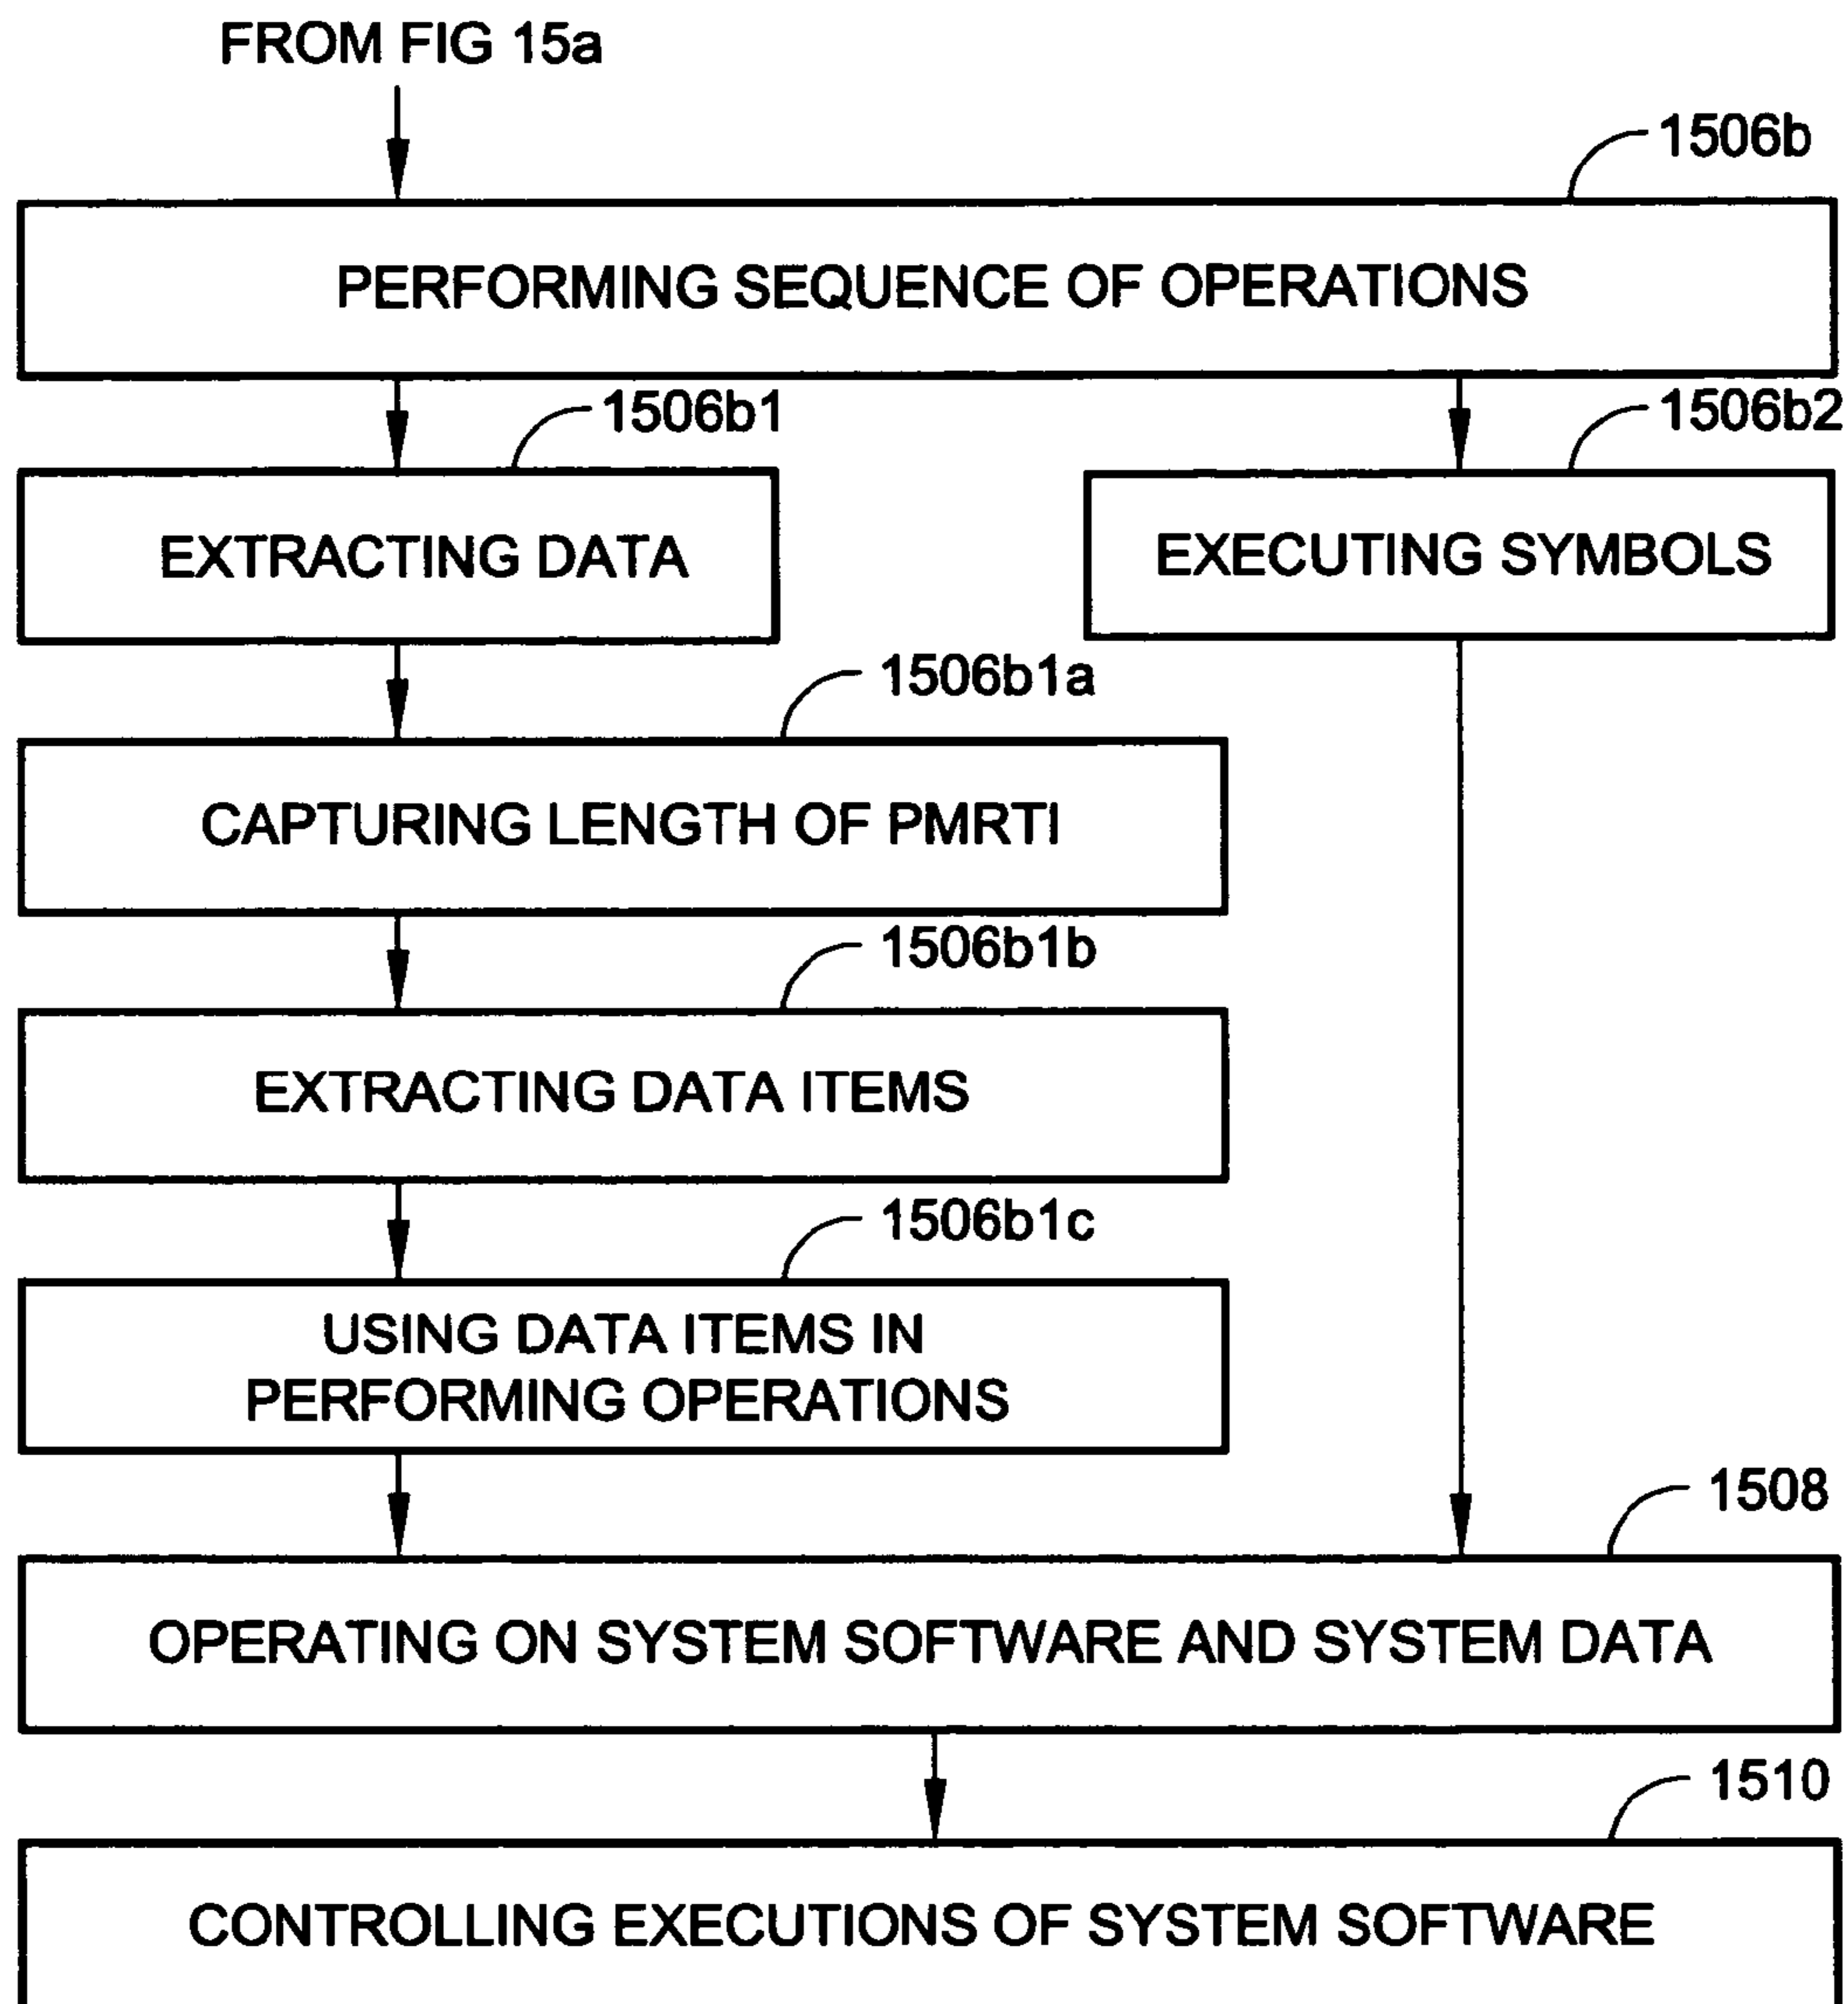 FROM FIG 15a
1506b
PERFORMING SEQUENCE OF OPERATIONS
1506b1
1506b2
EXTRACTING DATA
EXECUTING SYMBOLS
1506b1a
CAPTURING LENGTH OF PMRTI
1506b1b
EXTRACTING DATA ITEMS
1506b1c
USING DATA ITEMS IN
PERFORMING OPERATIONS
1508
OPERATING ON SYSTEM SOFTWARE AND SYSTEM DATA
1510
CONTROLLING EXECUTIONS OF SYSTEM SOFTWARE